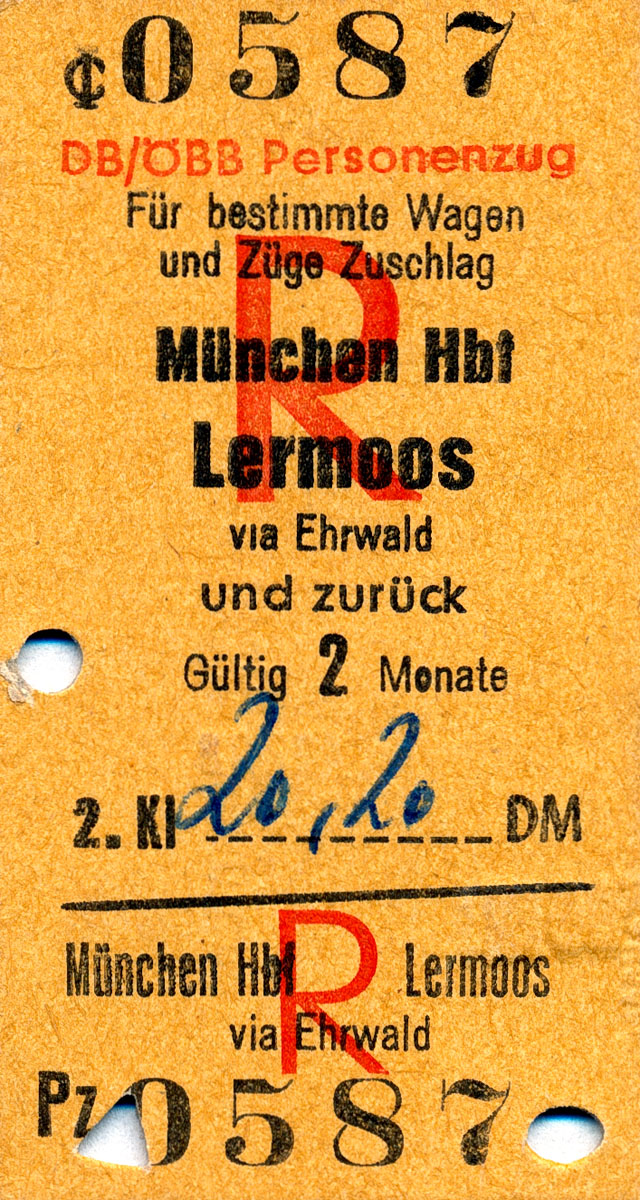 ₵ 0587
DB/ÖBB Personenzug
Für bestimmte Wagen
und Züge Zuschlag
R
München Hbf
Lermoos
via Ehrwald
und zurück
Gültig 2 Monate
2. Kl 20,20 DM
München Hbf R Lermoos
via Ehrwald
Pz 0587